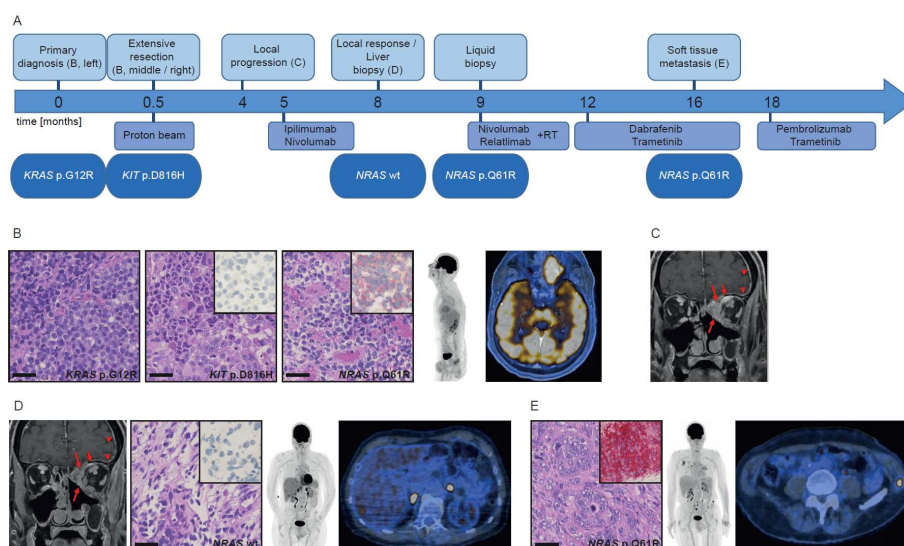 A
Primary
diagnosis (B, left)
Extensive
resection
(B, middle / right)
Local
progression (C)
Local response /
Liver
biopsy (D)
Liquid
biopsy
Soft tissue
metastasis (E)
0
0.5
4
5
8
9
12
16
18
time [months]
Proton beam
Ipilimumab
Nivolumab
Nivolumab
Relatlimab +RT
Dabrafenib
Trametinib
Pembrolizumab
Trametinib
KRAS p.G12R
KIT p.D816H
NRAS wt
NRAS p.Q61R
NRAS p.Q61R
B
KRAS p.G12R
KIT p.D816H
NRAS p.Q61R
C
D
NRAS wt
E
NRAS p.Q61R